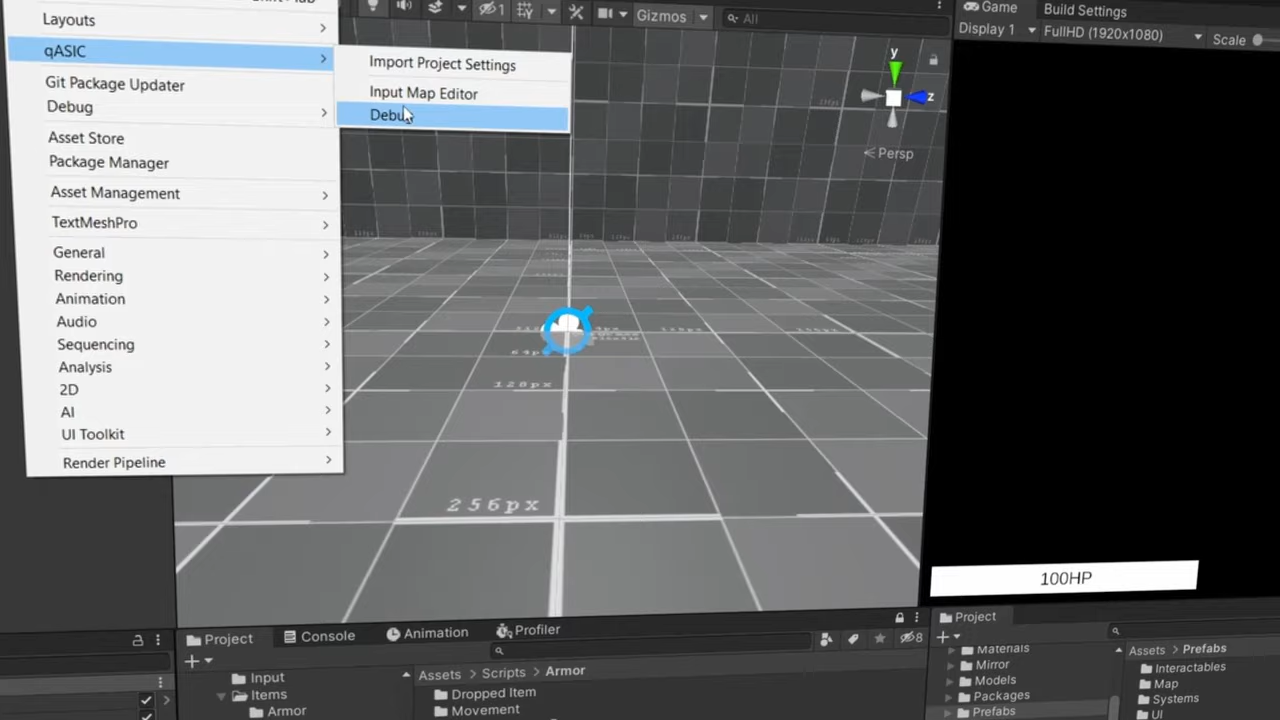 Layouts
qASIC
Git Package Updater
Debug
Asset Store
Package Manager
Asset Management
TextMeshPro
General
Rendering
Animation
Audio
Sequencing
Analysis
2D
AI
UI Toolkit
Render Pipeline
Import Project Settings
Input Map Editor
Debug
1
Gizmos
All
y
z
Persp
128px
256px
Game
Build Settings
Display 1
FullHD (1920x1080)
Scale
100HP
Project
Console
Animation
Profiler
8
Input
Items
Armor
Assets > Scripts > Armor
Dropped Item
Movement
Project
Materials
Mirror
Models
Packages
Prefabs
Assets > Prefabs
Interactables
Map
Systems
UI